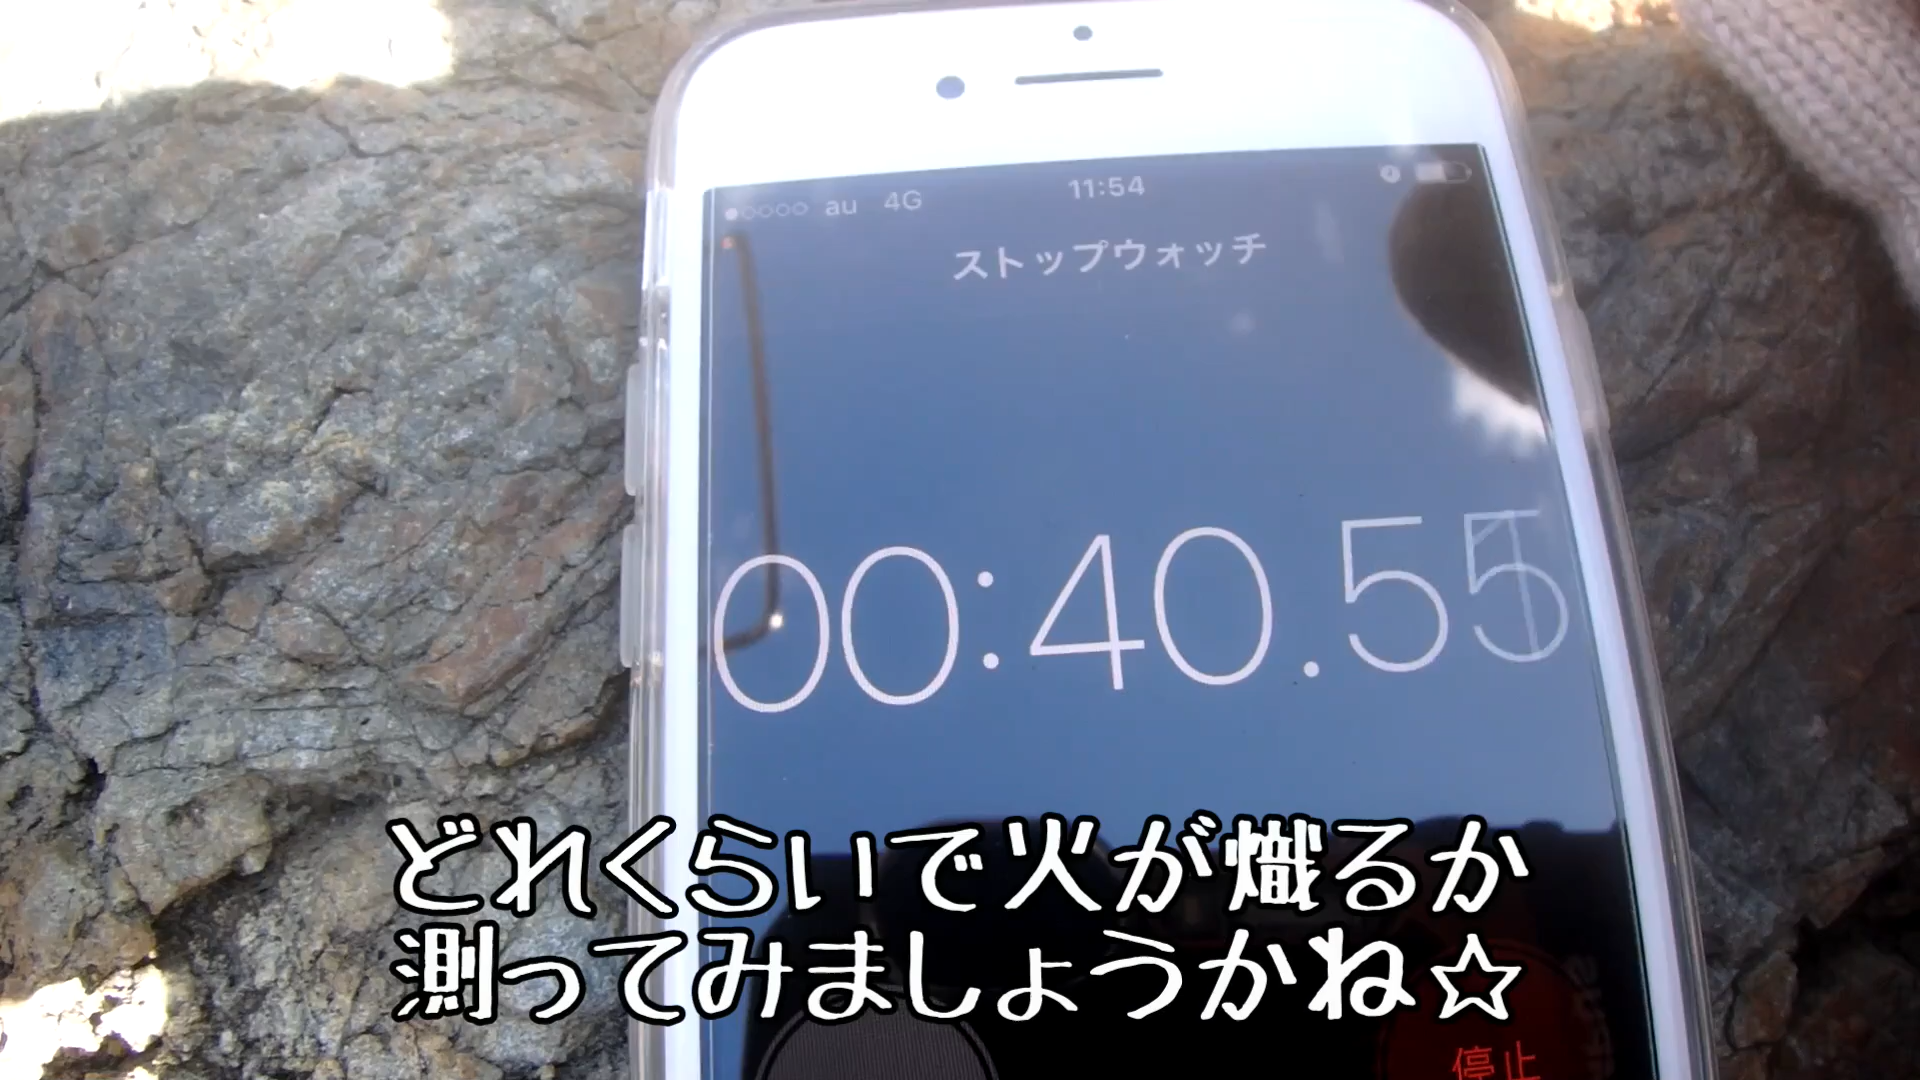 au 4G 11:54
ストップウォッチ
00:40.55
どれくらいで火が熾るか
測ってみましょうかね☆
停止